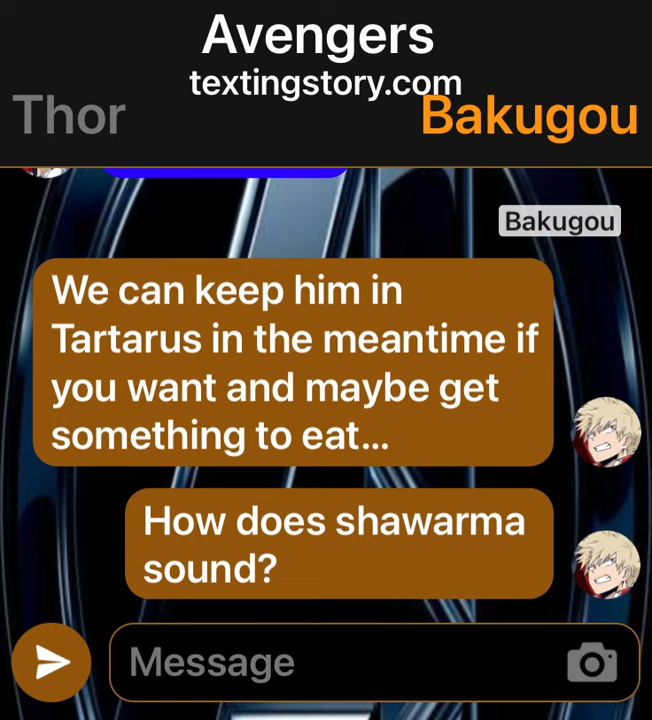 Avengers
textingstory.com
Thor
Bakugou
Bakugou
We can keep him in
Tartarus in the meantime if
you want and maybe get
something to eat...
How does shawarma
sound?
Message